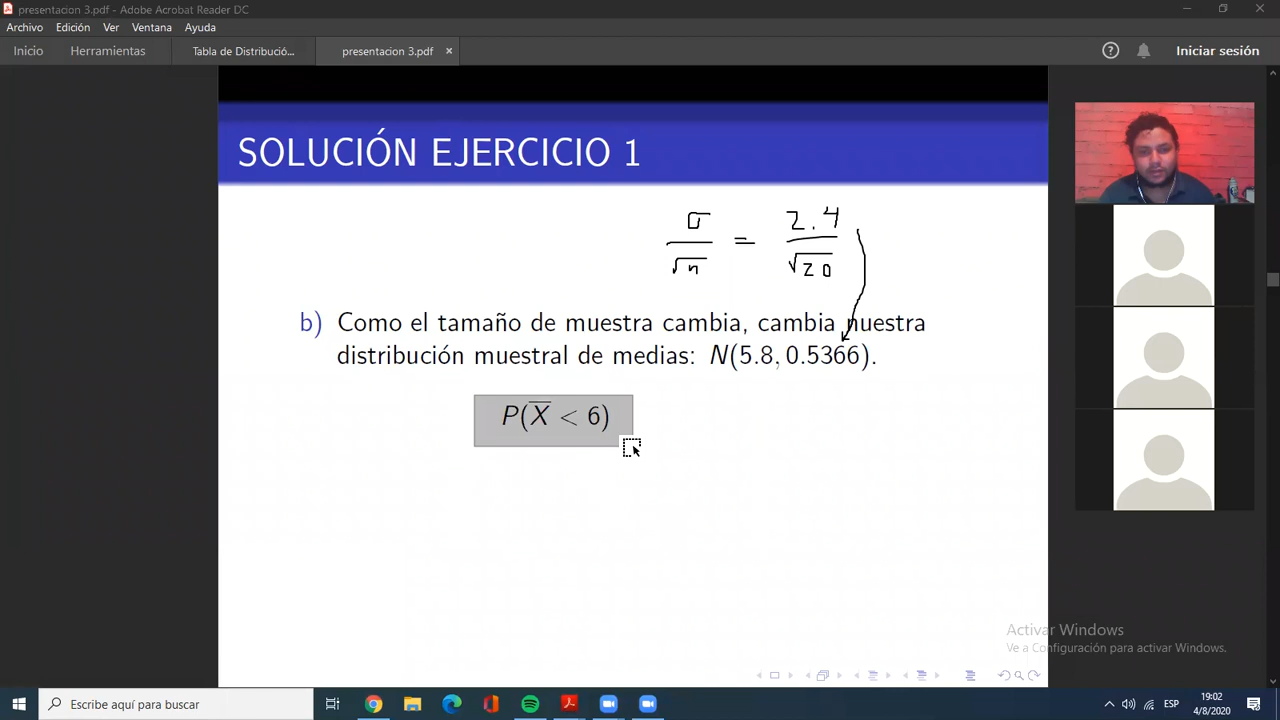 presentacion 3.pdf - Adobe Acrobat Reader DC
Archivo Edición Ver Ventana Ayuda
Inicio Herramientas Tabla de Distribució... presentacion 3.pdf × Iniciar sesión
SOLUCIÓN EJERCICIO 1
σ/√n = 2.4/√20
b) Como el tamaño de muestra cambia, cambia nuestra
distribución muestral de medias: N(5.8, 0.5366).
P(X̅ < 6)
Activar Windows
Ve a Configuración para activar Windows.
Escribe aquí para buscar
ESP
19:02
4/8/2020